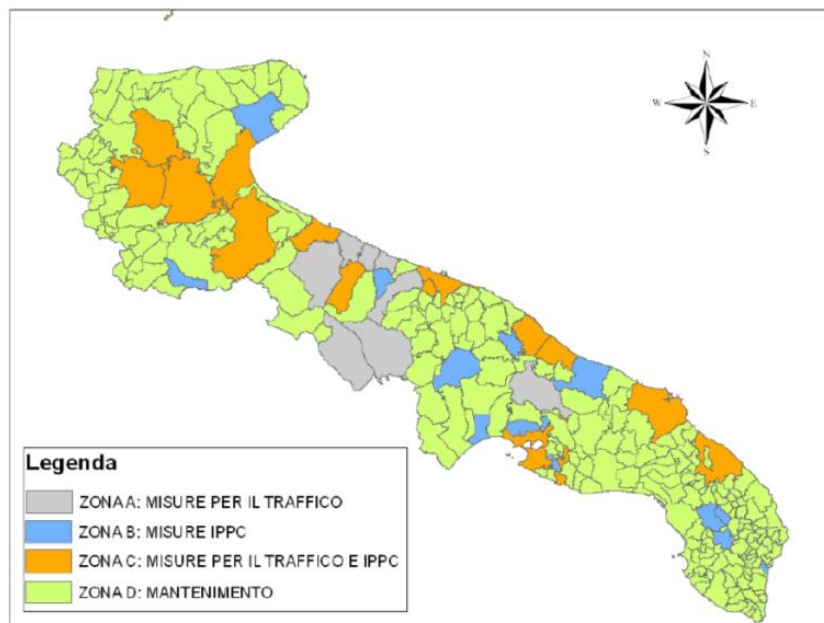 N
W
E
S
Legenda
ZONA A: MISURE PER IL TRAFFICO
ZONA B: MISURE IPPC
ZONA C: MISURE PER IL TRAFFICO E IPPC
ZONA D: MANTENIMENTO